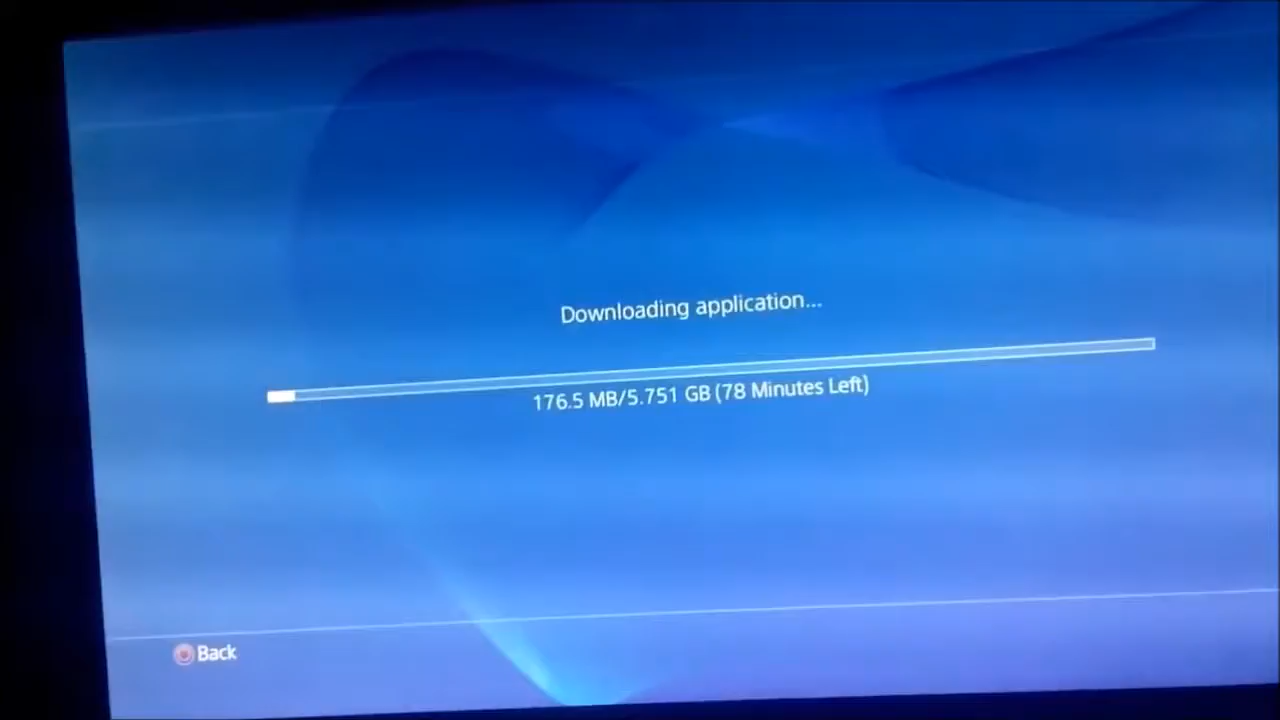 Downloading application...
176.5 MB/5.751 GB (78 Minutes Left)
Back